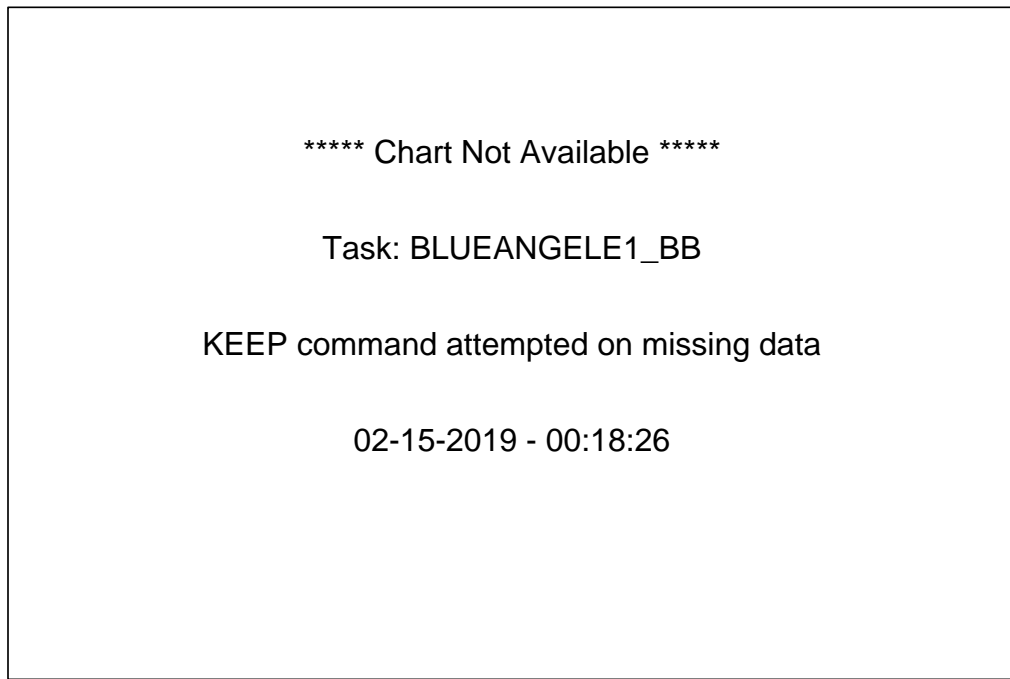 ***** Chart Not Available *****
Task: BLUEANGELE1_BB
KEEP command attempted on missing data
02-15-2019 - 00:18:26